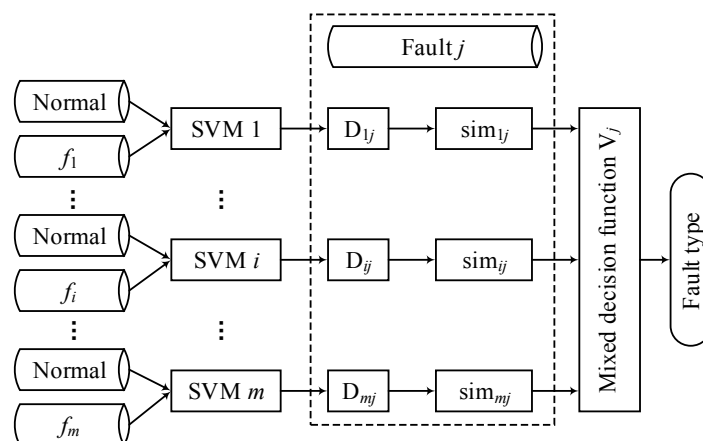 Fault j
Normal
SVM 1
D1j
sim1j
f1
⋮ ⋮
Normal
SVM i
Dij
simij
fi
⋮ ⋮
Normal
SVM m
Dmj
simmj
fm
Mixed decision function Vj
Fault type